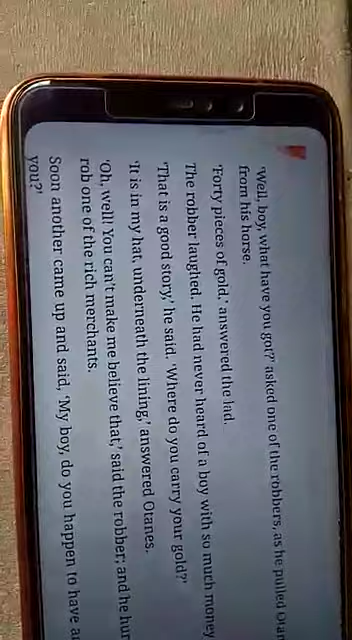 'Well, boy, what have you got?' asked one of the robbers, as he pulled
from his horse.
'Forty pieces of gold,' answered the lad.
The robber laughed. He had never heard of a boy with so much money
'That is a good story,' he said. 'Where do you carry your gold?'
'It is in my hat, underneath the lining,' answered Otanes.
'Oh, well! You can't make me believe that,' said the robber; and he
rob one of the rich merchants.
Soon another came up and said, 'My boy, do you happen to have
you?'